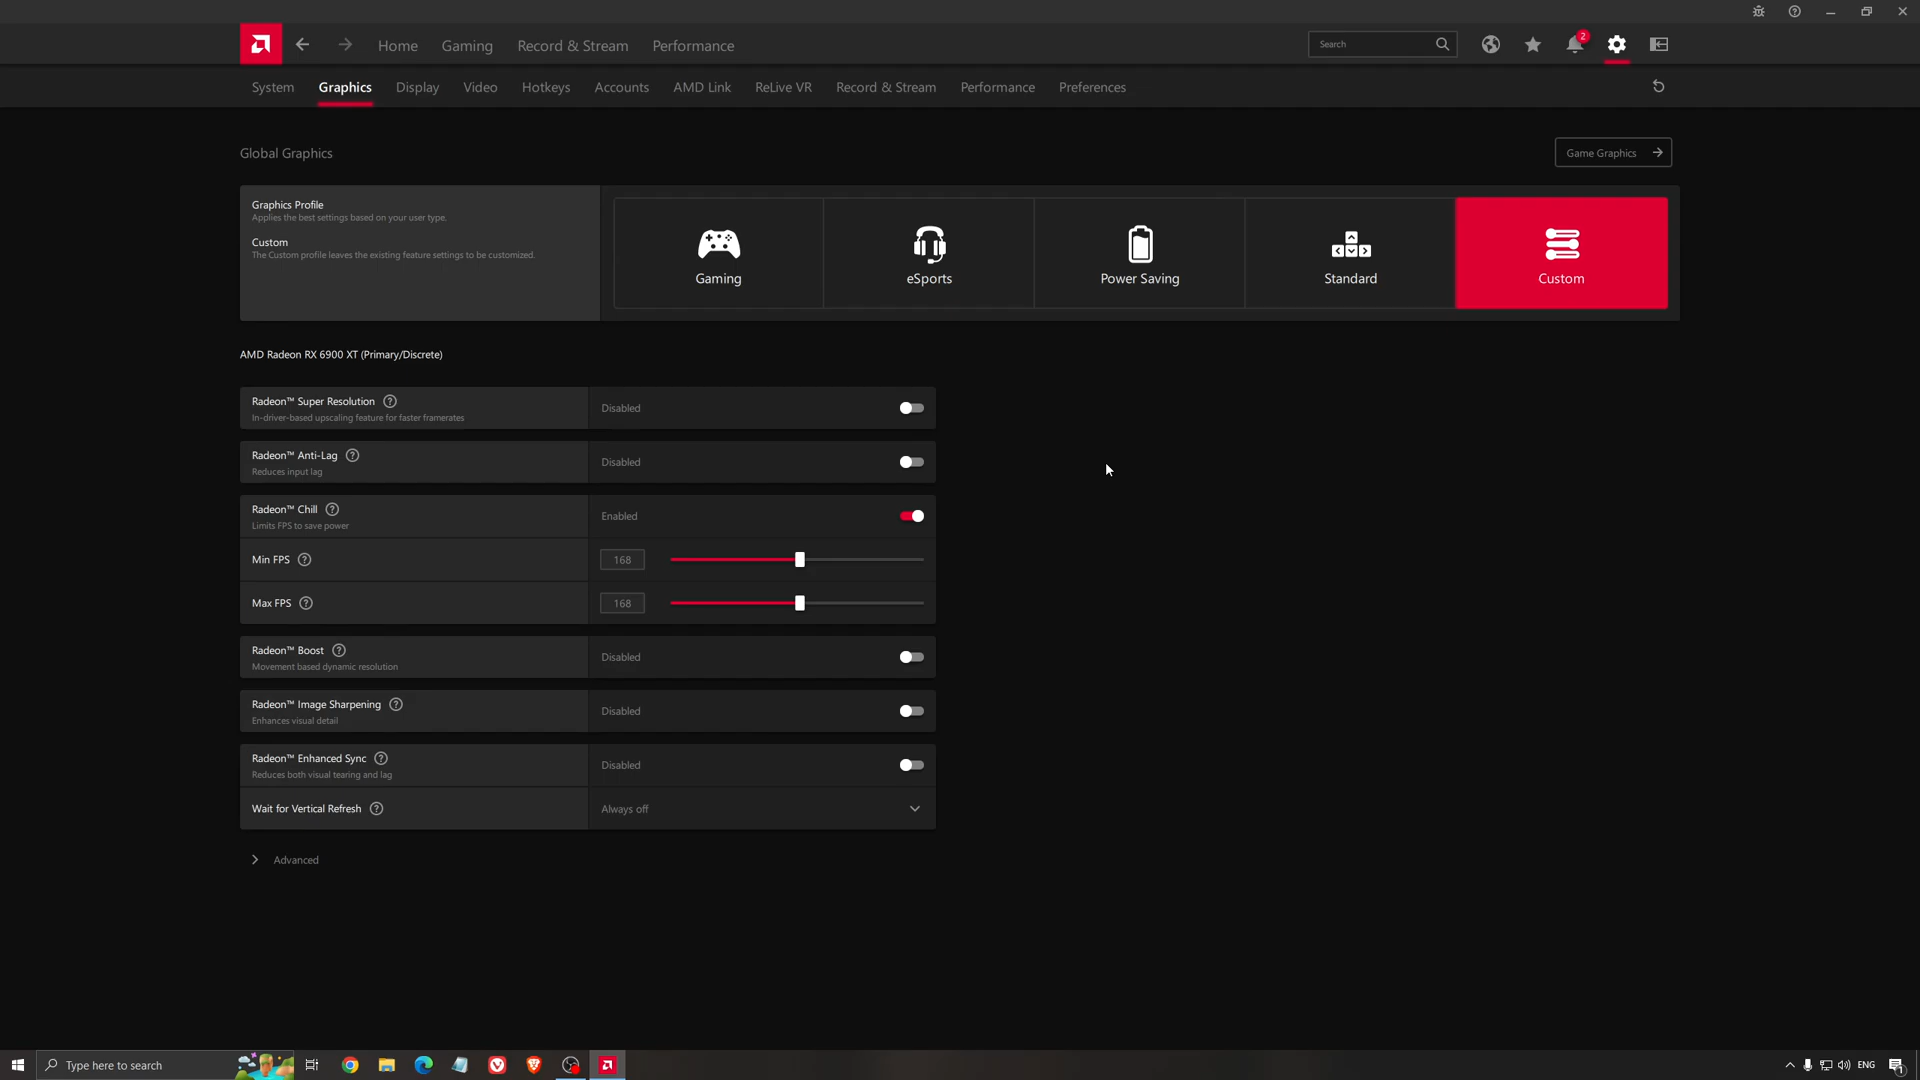 2
Home
Gaming
Record & Stream
Performance
Search
System
Graphics
Display
Video
Hotkeys
Accounts
AMD Link
ReLive VR
Record & Stream
Performance
Preferences
Global Graphics
Game Graphics
Graphics Profile
Applies the best settings based on your user type.
Custom
The Custom profile leaves the existing feature settings to be customized.
Gaming
eSports
Power Saving
Standard
Custom
AMD Radeon RX 6900 XT (Primary/Discrete)
Radeon™ Super Resolution
In-driver-based upscaling feature for faster framerates
Disabled
Radeon™ Anti-Lag
Reduces input lag
Disabled
Radeon™ Chill
Limits FPS to save power
Enabled
Min FPS
168
Max FPS
168
Radeon™ Boost
Movement based dynamic resolution
Disabled
Radeon™ Image Sharpening
Enhances visual detail
Disabled
Radeon™ Enhanced Sync
Reduces both visual tearing and lag
Disabled
Wait for Vertical Refresh
Always off
Advanced
Type here to search
ENG
1